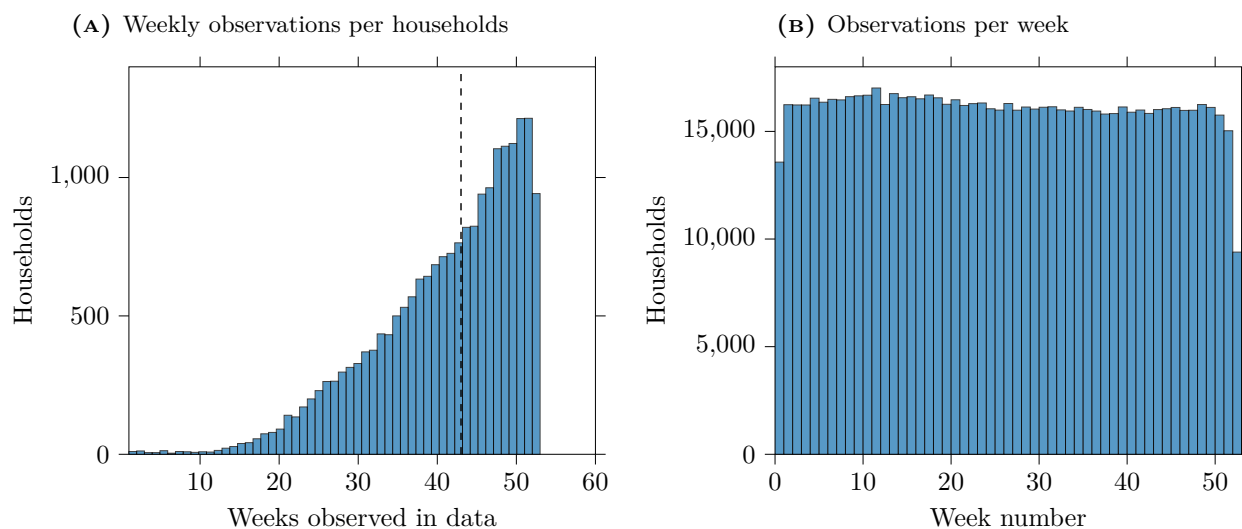 (A) Weekly observations per households
1,000
500
0
Households
10 20 30 40 50 60
Weeks observed in data
(B) Observations per week
15,000
10,000
5,000
0
Households
0 10 20 30 40 50
Week number